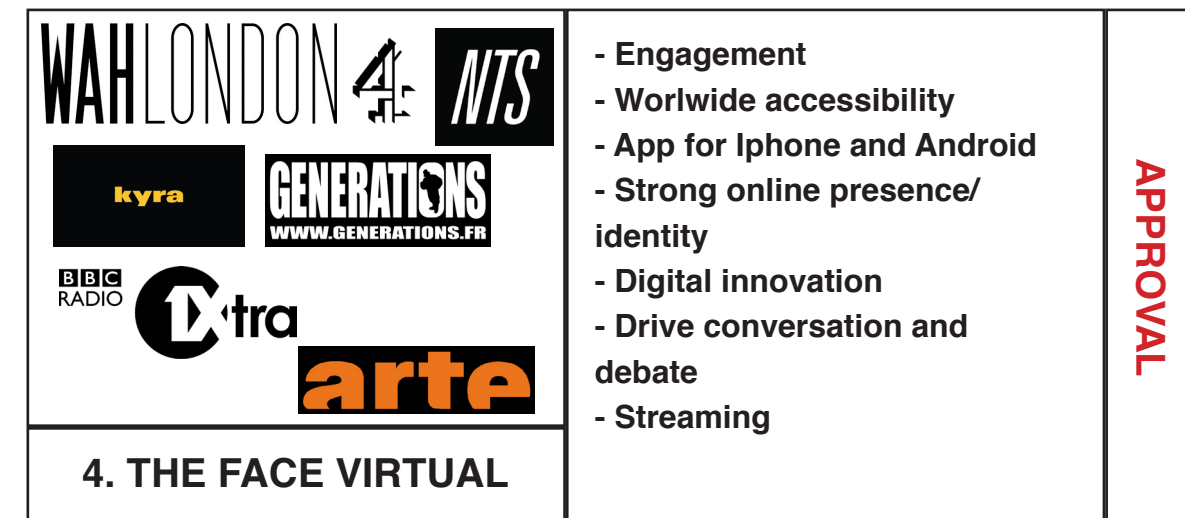 WAHLONDON 4 NTS
kyra
GENERATIONS
WWW.GENERATIONS.FR
BBC
RADIO
1Xtra
arte
4. THE FACE VIRTUAL
- Engagement
- Worlwide accessibility
- App for Iphone and Android
- Strong online presence/
identity
- Digital innovation
- Drive conversation and
debate
- Streaming
APPROVAL